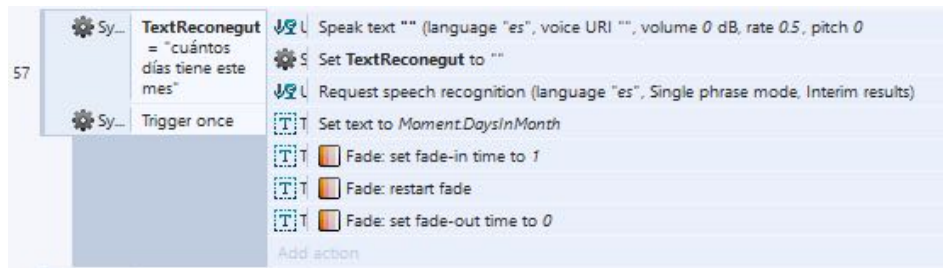 57
Sy... TextReconegut
= "cuántos
días tiene este
mes"
Sy... Trigger once
U Speak text "" (language "es", voice URI "", volume 0 dB, rate 0.5, pitch 0
S Set TextReconegut to ""
U Request speech recognition (language "es", Single phrase mode, Interim results)
T Set text to Moment.DaysInMonth
T Fade: set fade-in time to 1
T Fade: restart fade
T Fade: set fade-out time to 0
Add action